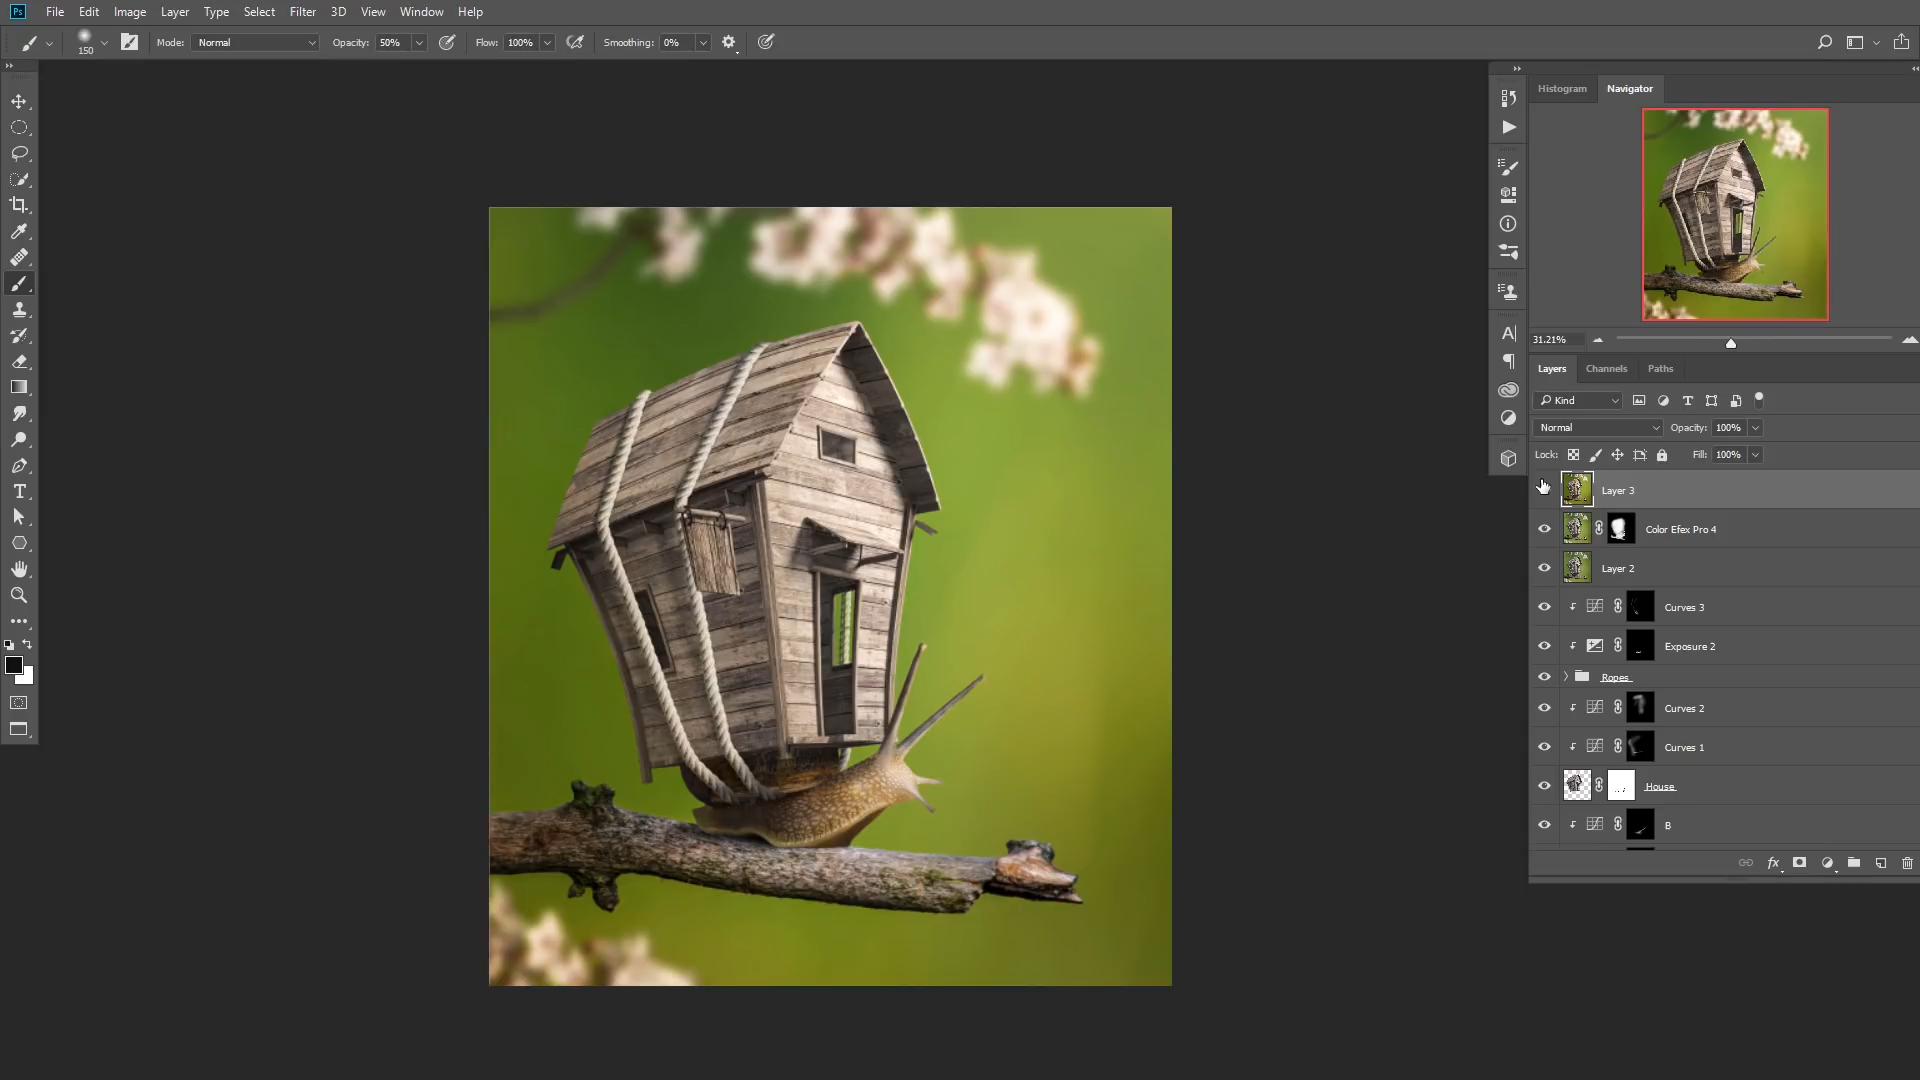 Ps File Edit Image Layer Type Select Filter 3D View Window Help
150 Mode: Normal Opacity: 50% Flow: 100% Smoothing: 0%
Histogram Navigator
31.21%
Layers Channels Paths
Kind
Normal Opacity: 100%
Lock: Fill: 100%
Layer 3
Color Efex Pro 4
Layer 2
Curves 3
Exposure 2
Ropes
Curves 2
Curves 1
House
B